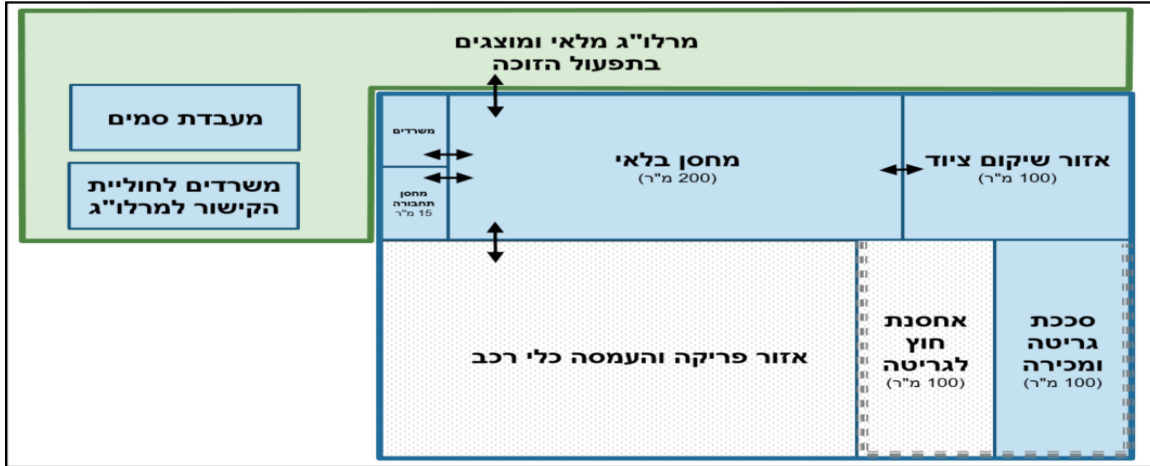 מרלו"ג מלאי ומוצגים
בתפעול הזוכה
מעבדת סמים
משרדים לחוליית
הקישור למרלו"ג
משרדים
מחסן
תחבורה
15 מ"ר
מחסן בלאי
(200 מ"ר)
אזור שיקום ציוד
(100 מ"ר)
אזור פריקה והעמסה כלי רכב
אחסנת
חוץ
לגריטה
(100 מ"ר)
סככת
גריטה
ומכירה
(100 מ"ר)